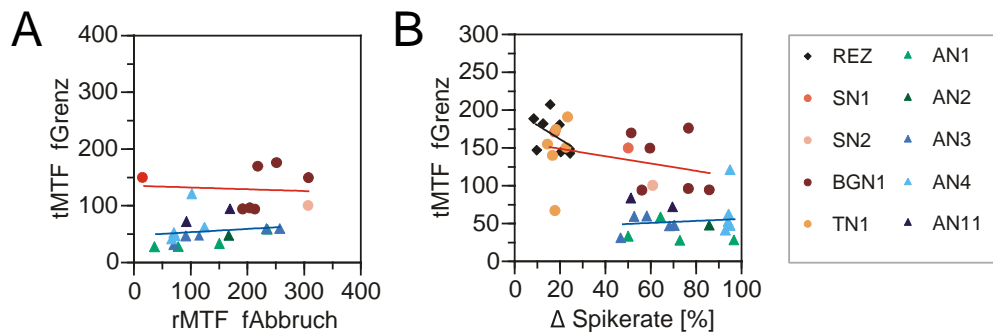 A
400
300
200
100
0
tMTF fGrenz
0 100 200 300 400
rMTF fAbbruch
B
300
250
200
150
100
50
0
tMTF fGrenz
0 20 40 60 80 100
Δ Spikerate [%]
REZ
SN1
SN2
BGN1
TN1
AN1
AN2
AN3
AN4
AN11